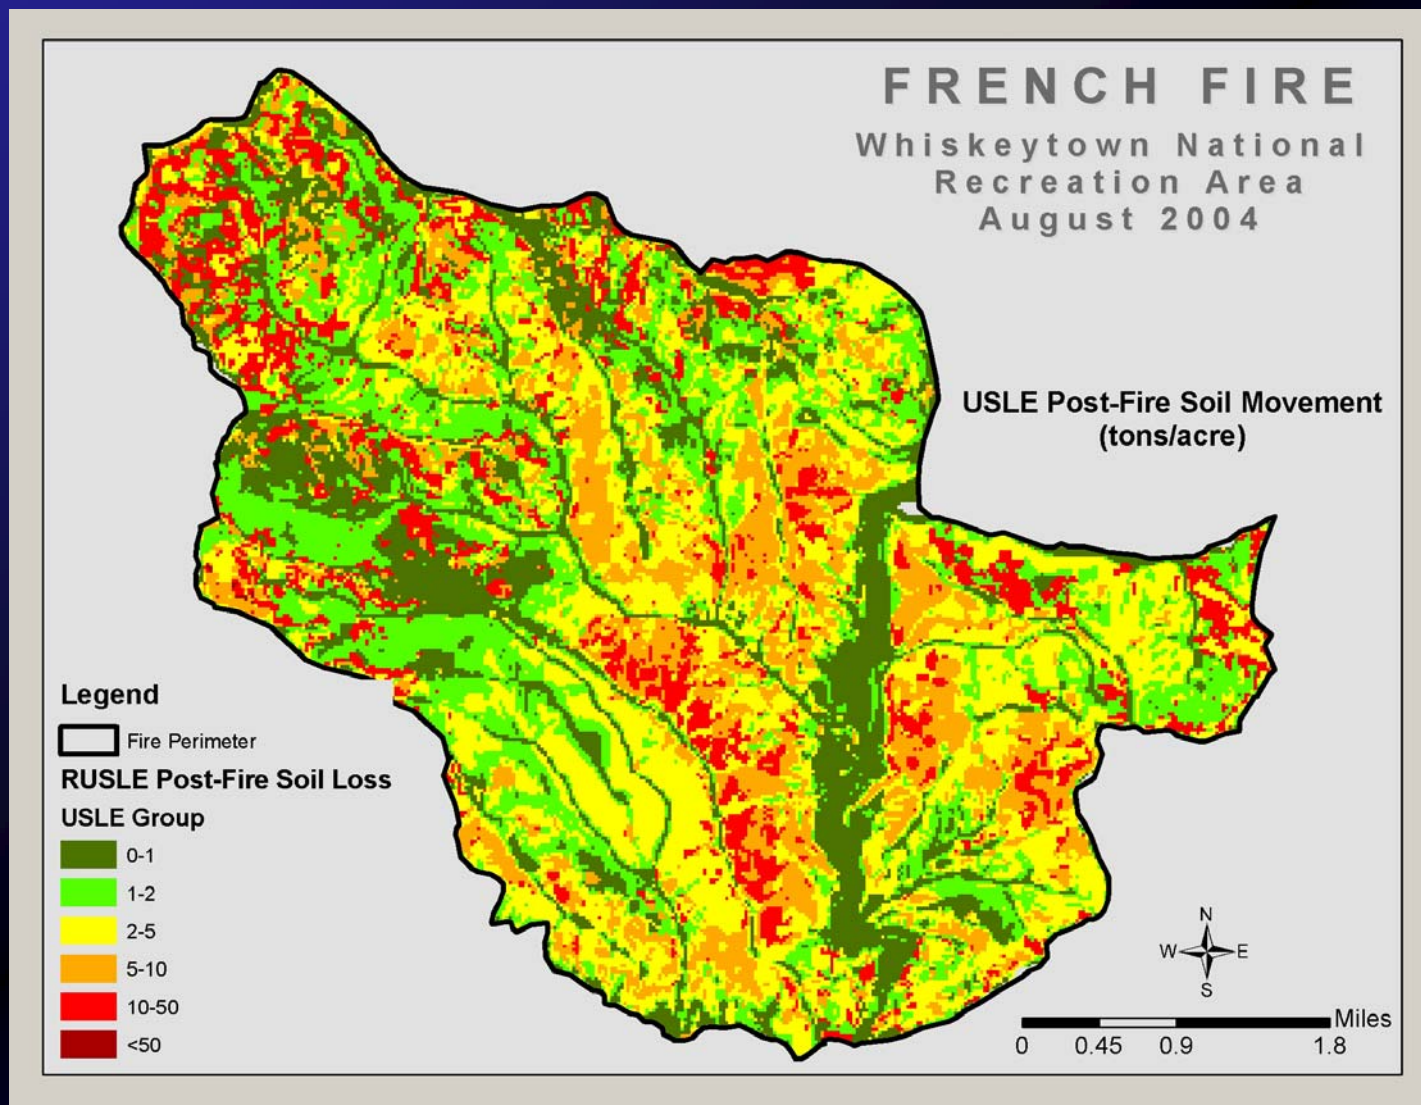 FRENCH FIRE
Whiskeytown National
Recreation Area
August 2004
USLE Post-Fire Soil Movement
(tons/acre)
Legend
Fire Perimeter
RUSLE Post-Fire Soil Loss
USLE Group
0-1
1-2
2-5
5-10
10-50
<50
N
W E
S
Miles
0 0.45 0.9 1.8